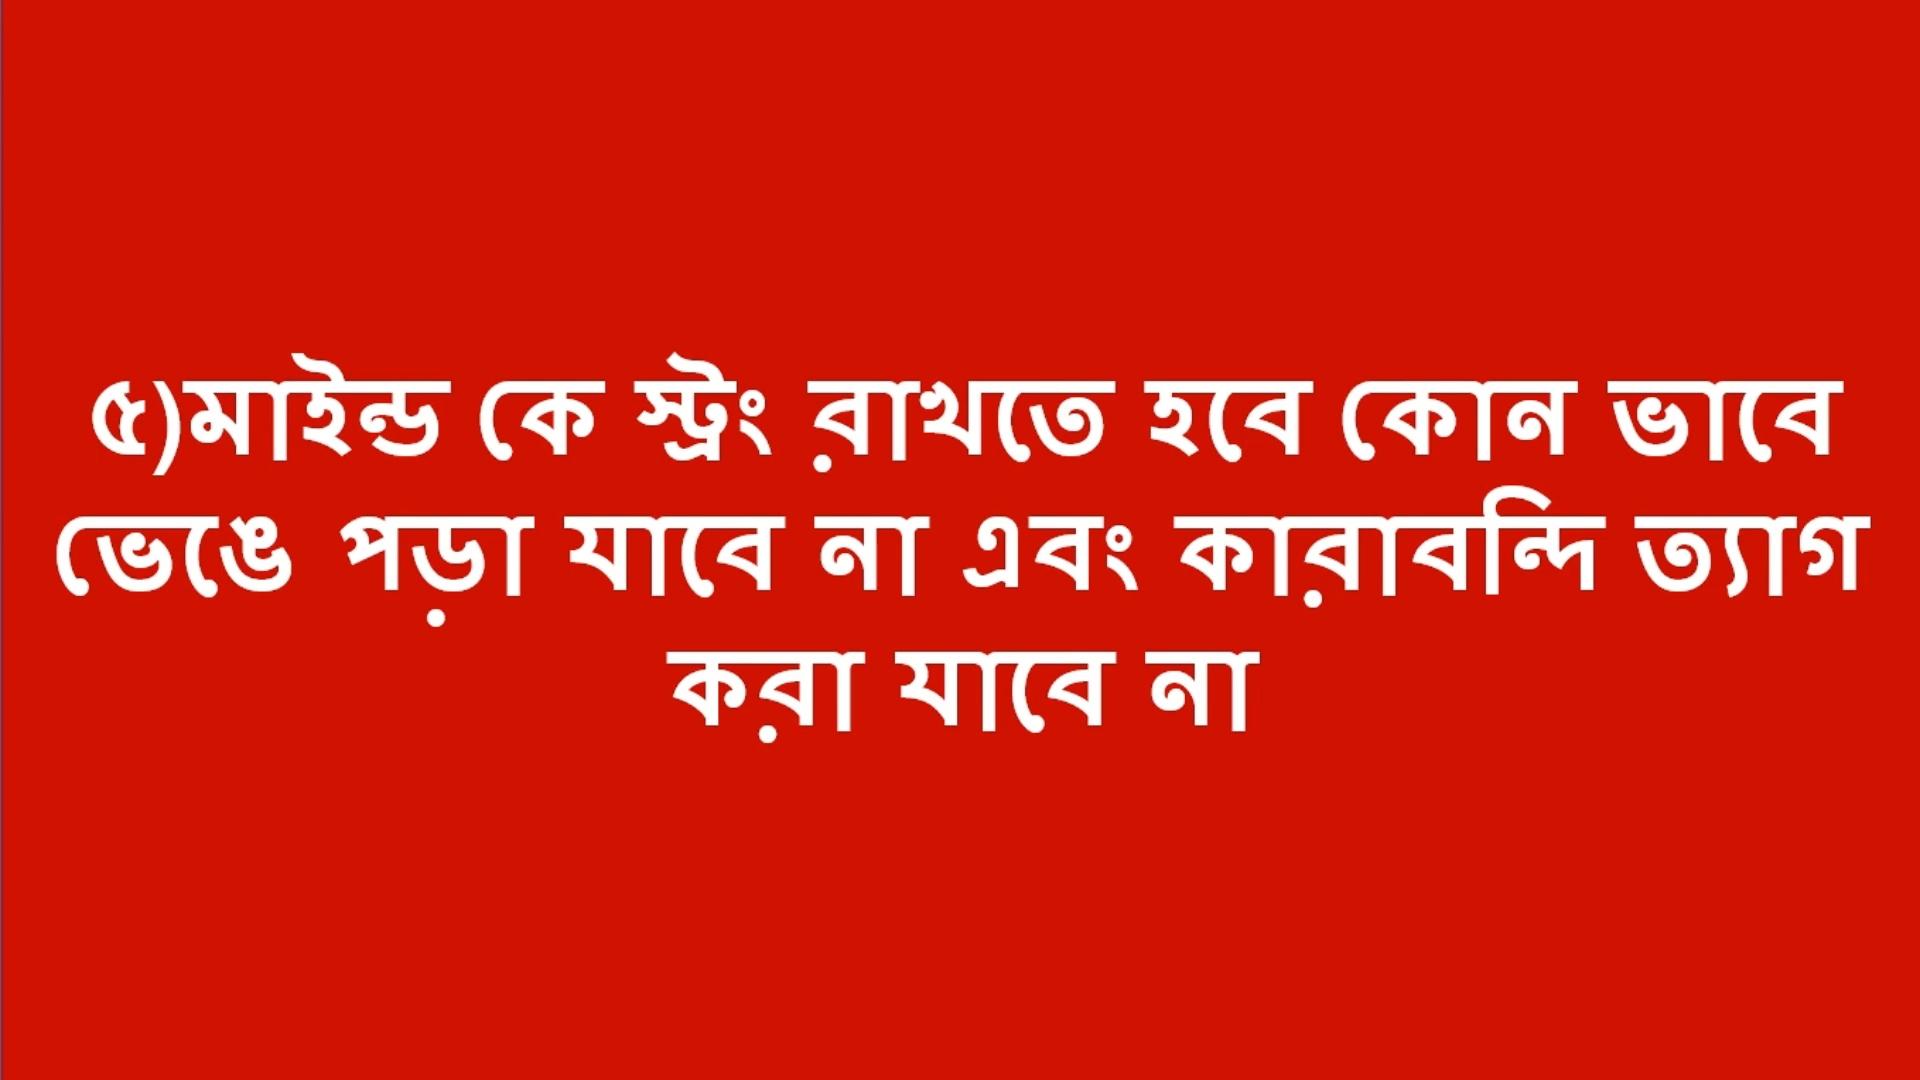 ৫)মাইন্ড কে স্ট্রং রাখতে হবে কোন ভাবে
ভেঙে পড়া যাবে না এবং কারাবন্দি ত্যাগ
করা যাবে না